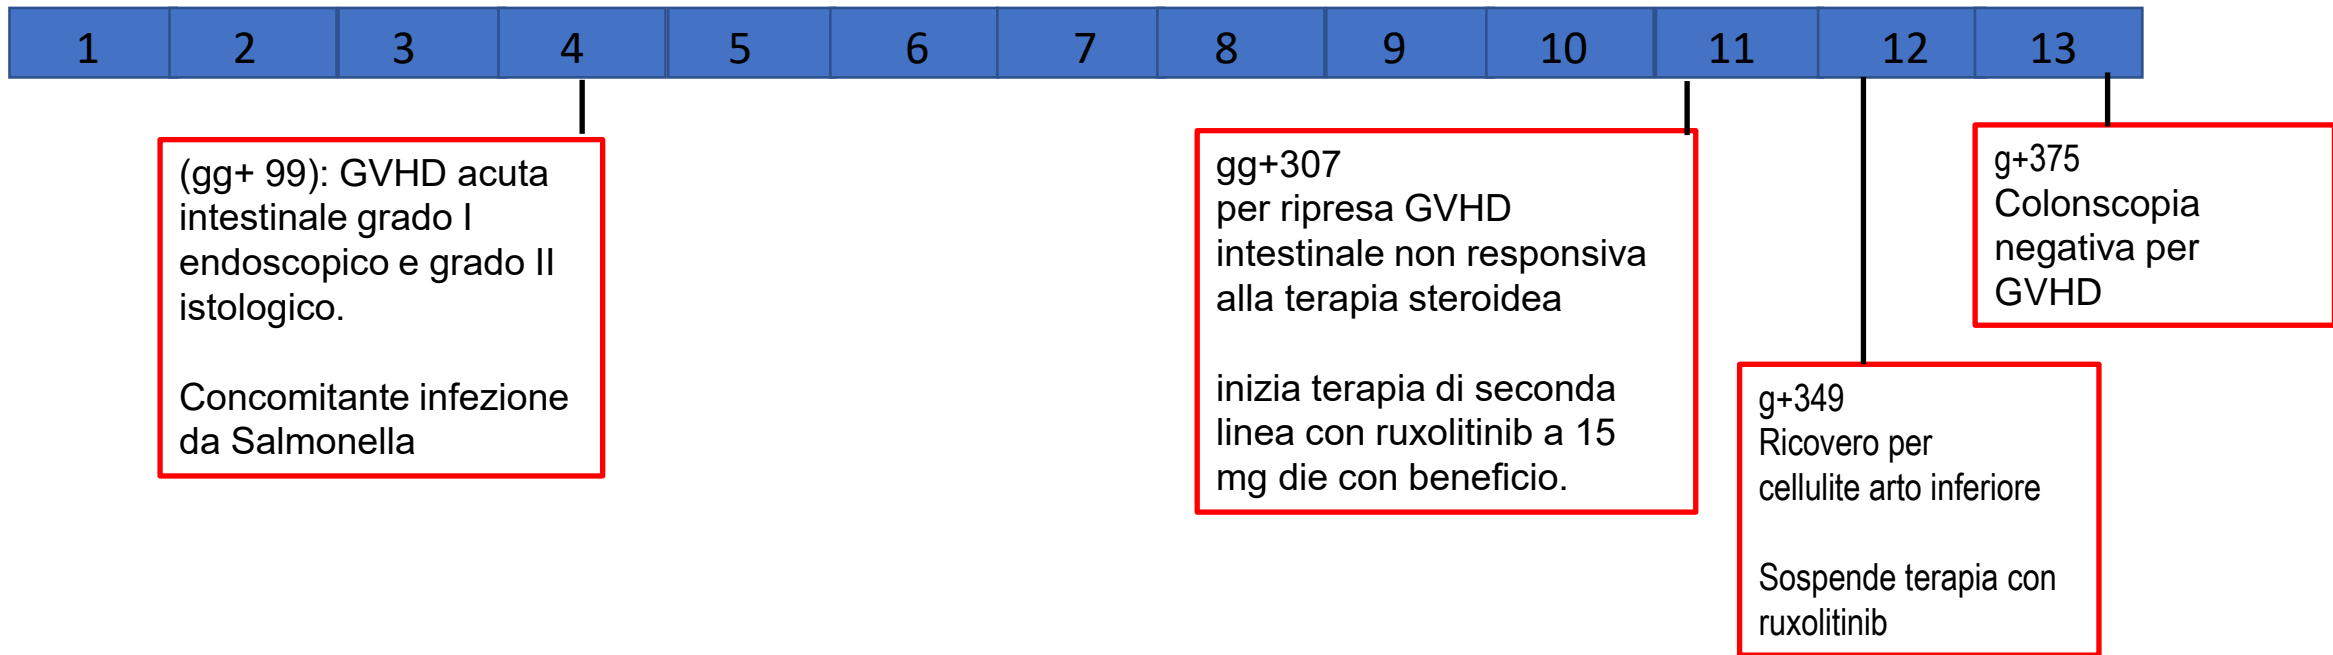 1 2 3 4 5 6 7 8 9 10 11 12 13
(gg+ 99): GVHD acuta
intestinale grado I
endoscopico e grado II
istologico.
Concomitante infezione
da Salmonella
gg+307
per ripresa GVHD
intestinale non responsiva
alla terapia steroidea
inizia terapia di seconda
linea con ruxolitinib a 15
mg die con beneficio.
g+349
Ricovero per
cellulite arto inferiore
Sospende terapia con
ruxolitinib
g+375
Colonscopia
negativa per
GVHD